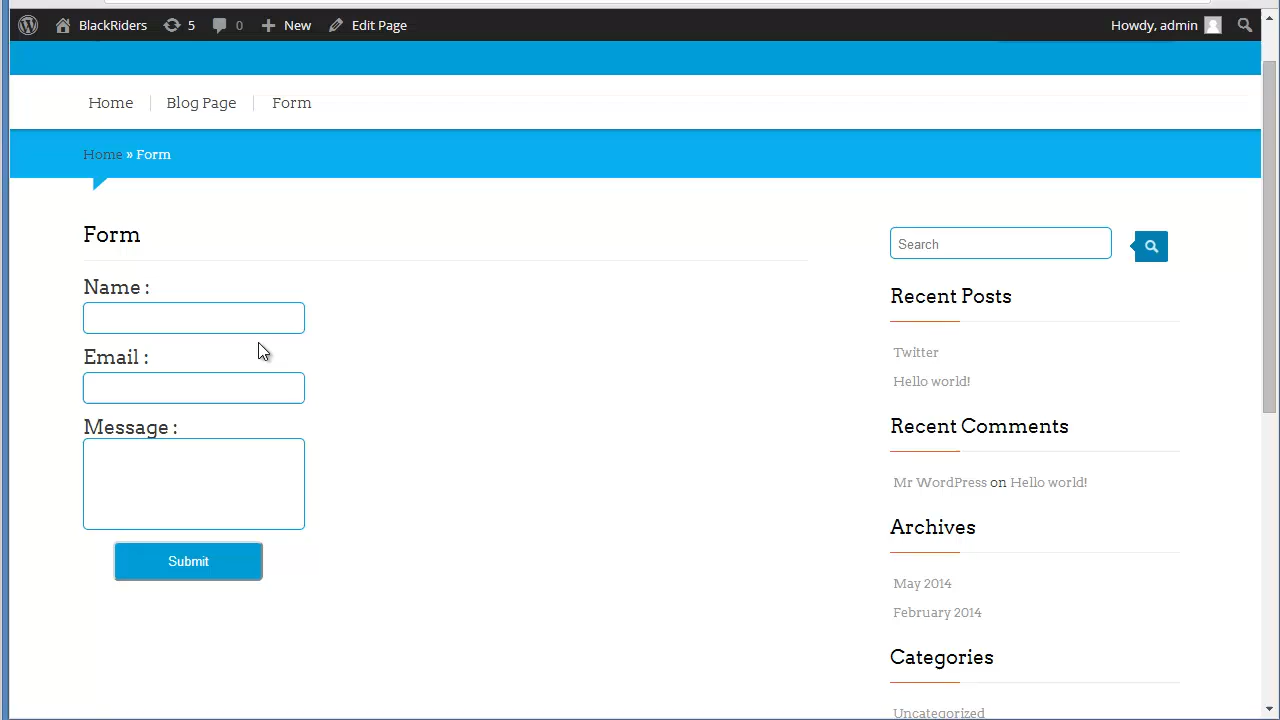 BlackRiders 5 0 New Edit Page Howdy, admin
Home Blog Page Form
Home » Form
Form
Name :
Email :
Message :
Submit
Search
Recent Posts
Twitter
Hello world!
Recent Comments
Mr WordPress on Hello world!
Archives
May 2014
February 2014
Categories
Uncategorized